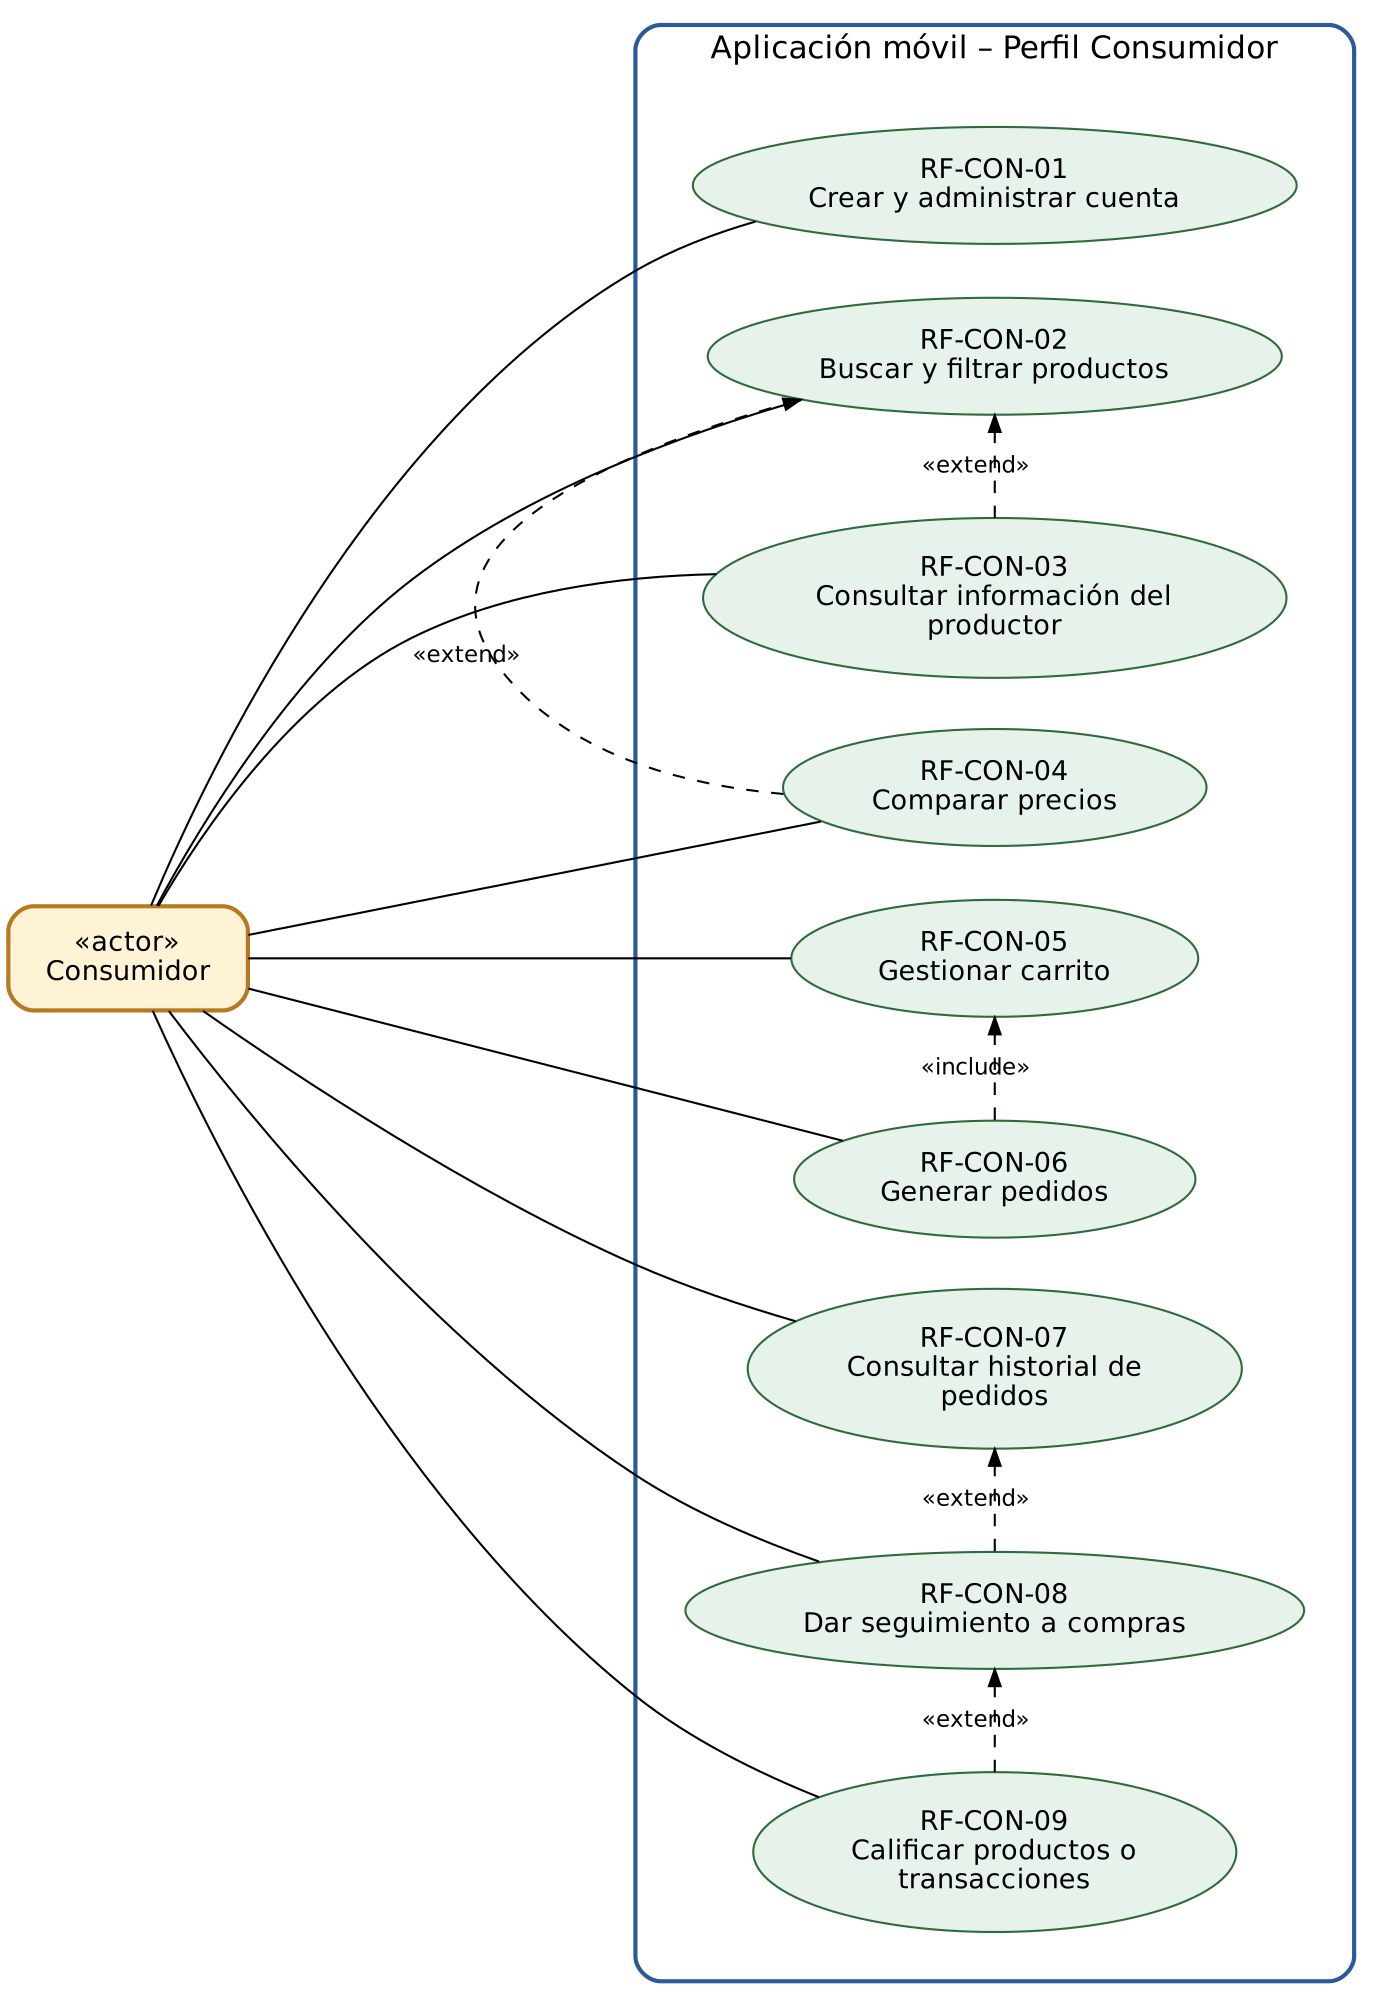 Aplicación móvil – Perfil Consumidor
RF-CON-01
Crear y administrar cuenta
RF-CON-02
Buscar y filtrar productos
«extend»
RF-CON-03
Consultar información del
productor
«extend»
RF-CON-04
Comparar precios
«actor»
Consumidor
RF-CON-05
Gestionar carrito
«include»
RF-CON-06
Generar pedidos
RF-CON-07
Consultar historial de
pedidos
«extend»
RF-CON-08
Dar seguimiento a compras
«extend»
RF-CON-09
Calificar productos o
transacciones